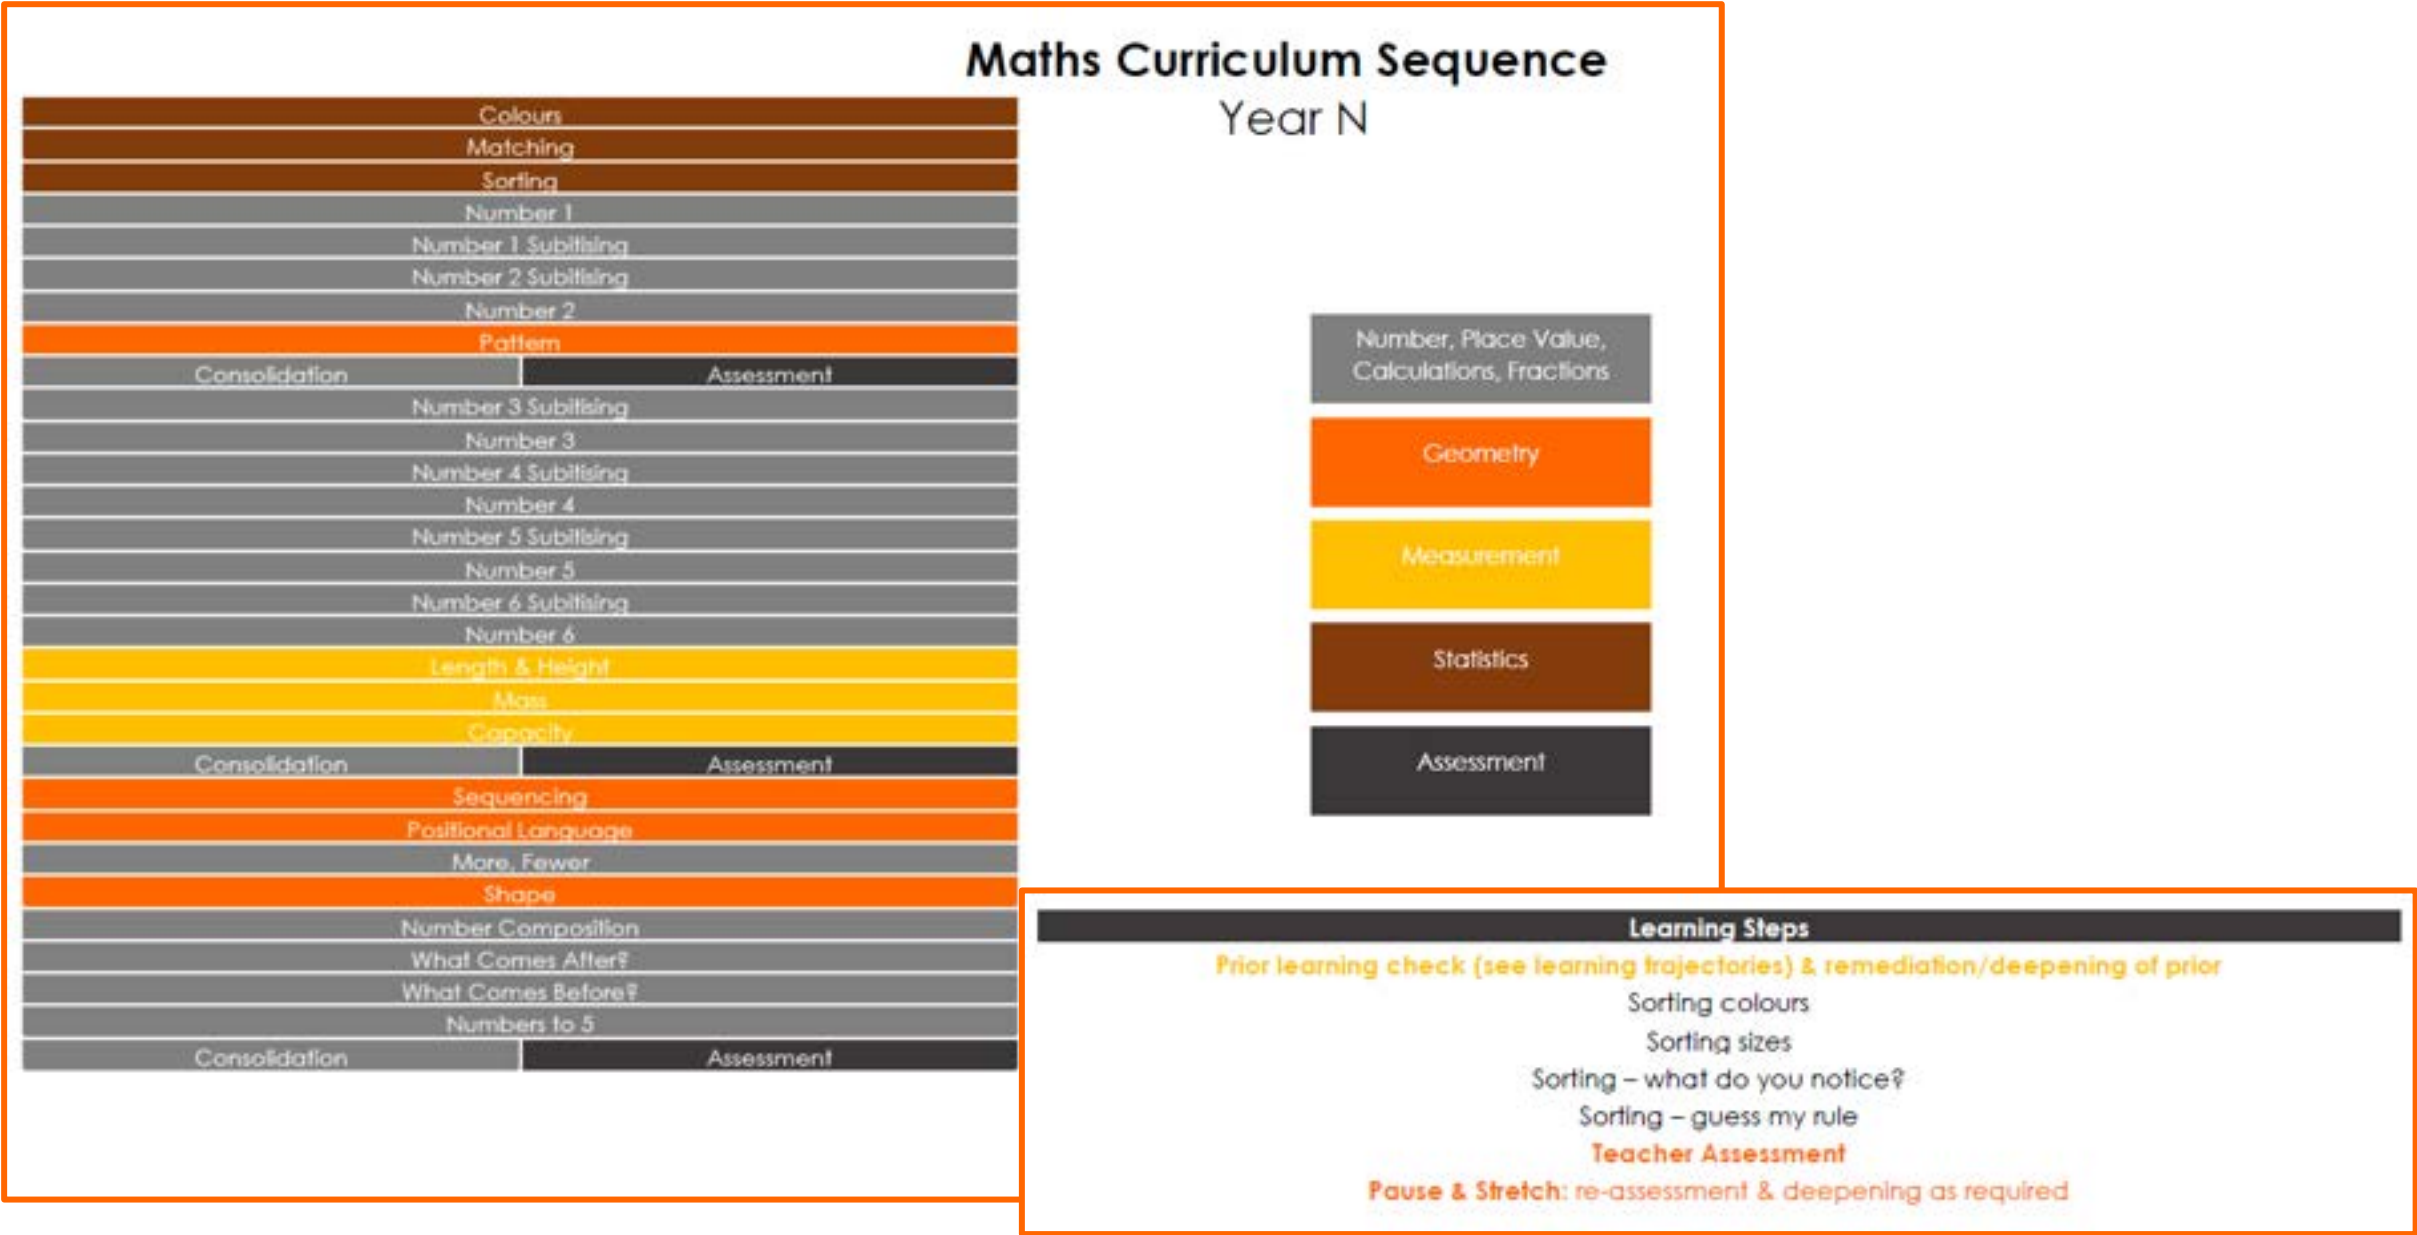 Maths Curriculum Sequence
Year N
Colours
Matching
Sorting
Number 1
Number 1 Subitising
Number 2 Subitising
Number 2
Pattern
Consolidation
Assessment
Number 3 Subitising
Number 3
Number 4 Subitising
Number 4
Number 5 Subitising
Number 5
Number 6 Subitising
Number 6
Length & Height
Mass
Capacity
Consolidation
Assessment
Sequencing
Positional Language
More, Fewer
Shape
Number Composition
What Comes After?
What Comes Before?
Numbers to 5
Consolidation
Assessment
Number, Place Value,
Calculations, Fractions
Geometry
Measurement
Statistics
Assessment
Learning Steps
Prior learning check (see learning trajectories) & remediation/deepening of prior
Sorting colours
Sorting sizes
Sorting – what do you notice?
Sorting – guess my rule
Teacher Assessment
Pause & Stretch: re-assessment & deepening as required